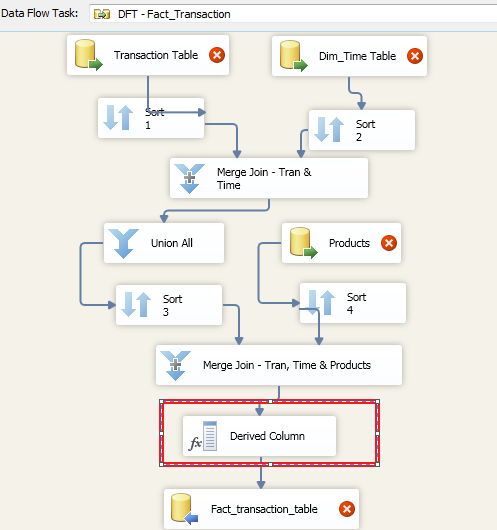 Data Flow Task:
DFT - Fact_Transaction
Transaction Table
Dim_Time Table
Sort
1
Sort
2
Merge Join - Tran &
Time
Union All
Products
Sort
3
Sort
4
Merge Join - Tran, Time & Products
fx
Derived Column
Fact_transaction_table